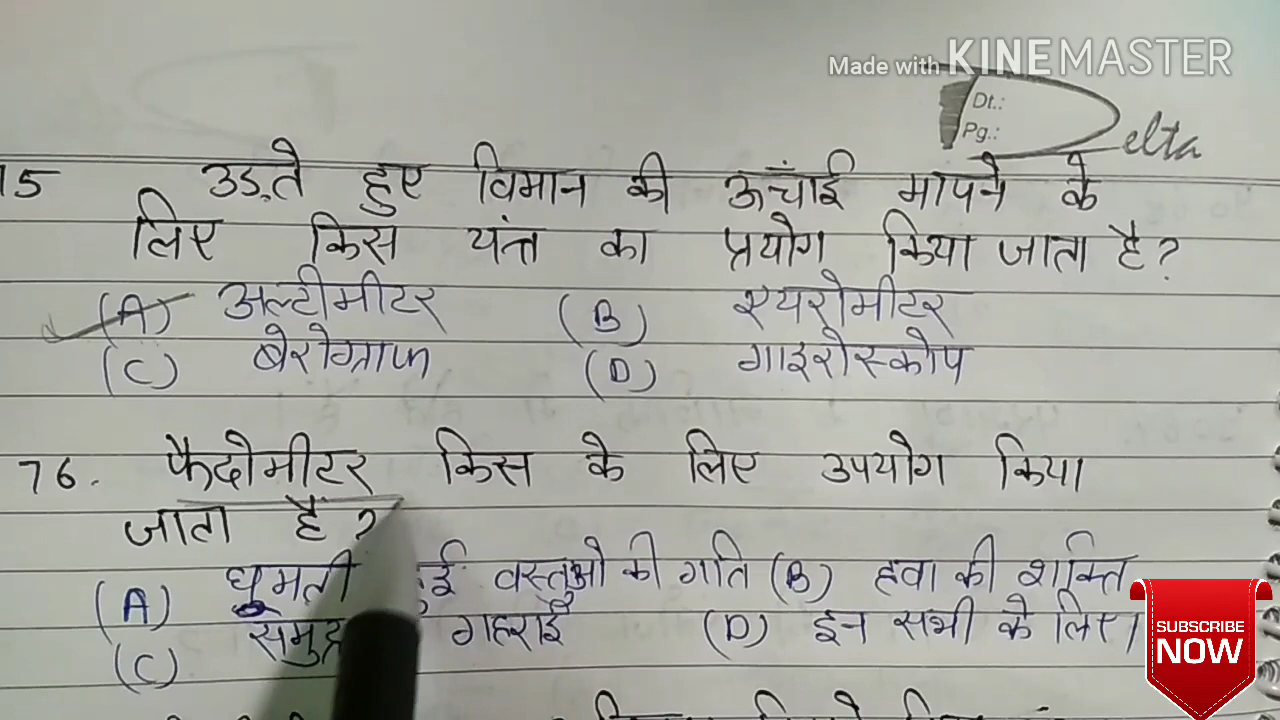 Made with KINEMASTER
Dt.:
Pg.:
Delta
15 उड़ते हुए विमान की ऊँचाई मापने के
लिए किस यंत्र का प्रयोग किया जाता है?
(A) अल्टीमीटर (B) श्यरोमीटर
(C) बेरोग्राफ (D) गाइरोस्कोप
76. फैदोमीटर किस के लिए उपयोग किया
जाता है?
(A) घूमती हुई वस्तुओ की गति (B) हवा की शक्ति
(C) समुद्र गहराई (D) इन सभी के लिए।
SUBSCRIBE
NOW